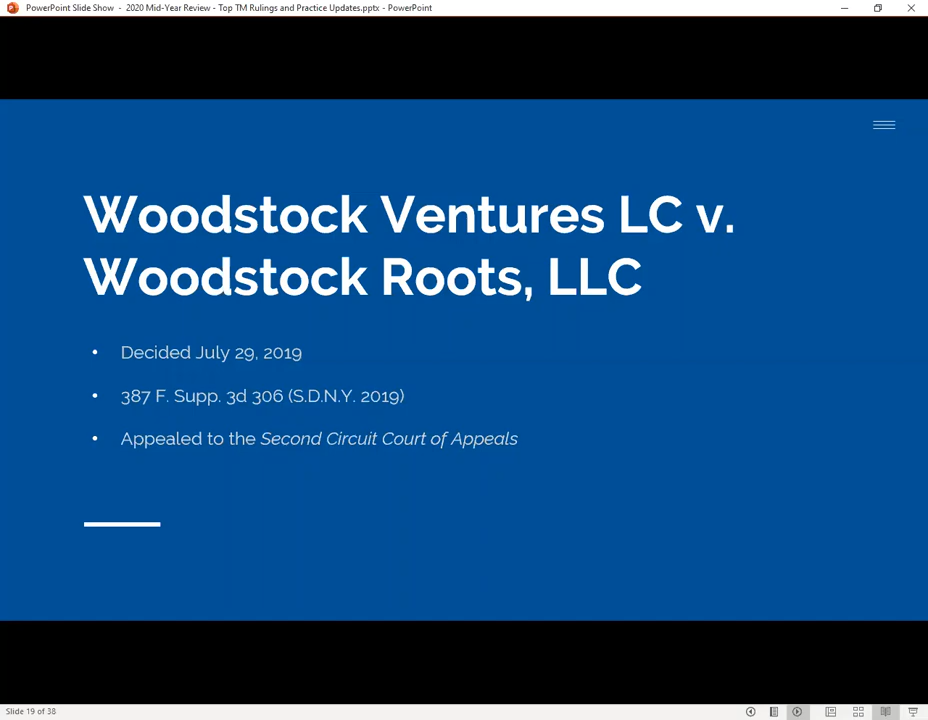 PowerPoint Slide Show - 2020 Mid-Year Review - Top TM Rulings and Practice Updates.pptx - PowerPoint
Woodstock Ventures LC v.
Woodstock Roots, LLC
• Decided July 29, 2019
• 387 F. Supp. 3d 306 (S.D.N.Y. 2019)
• Appealed to the Second Circuit Court of Appeals
Slide 19 of 38